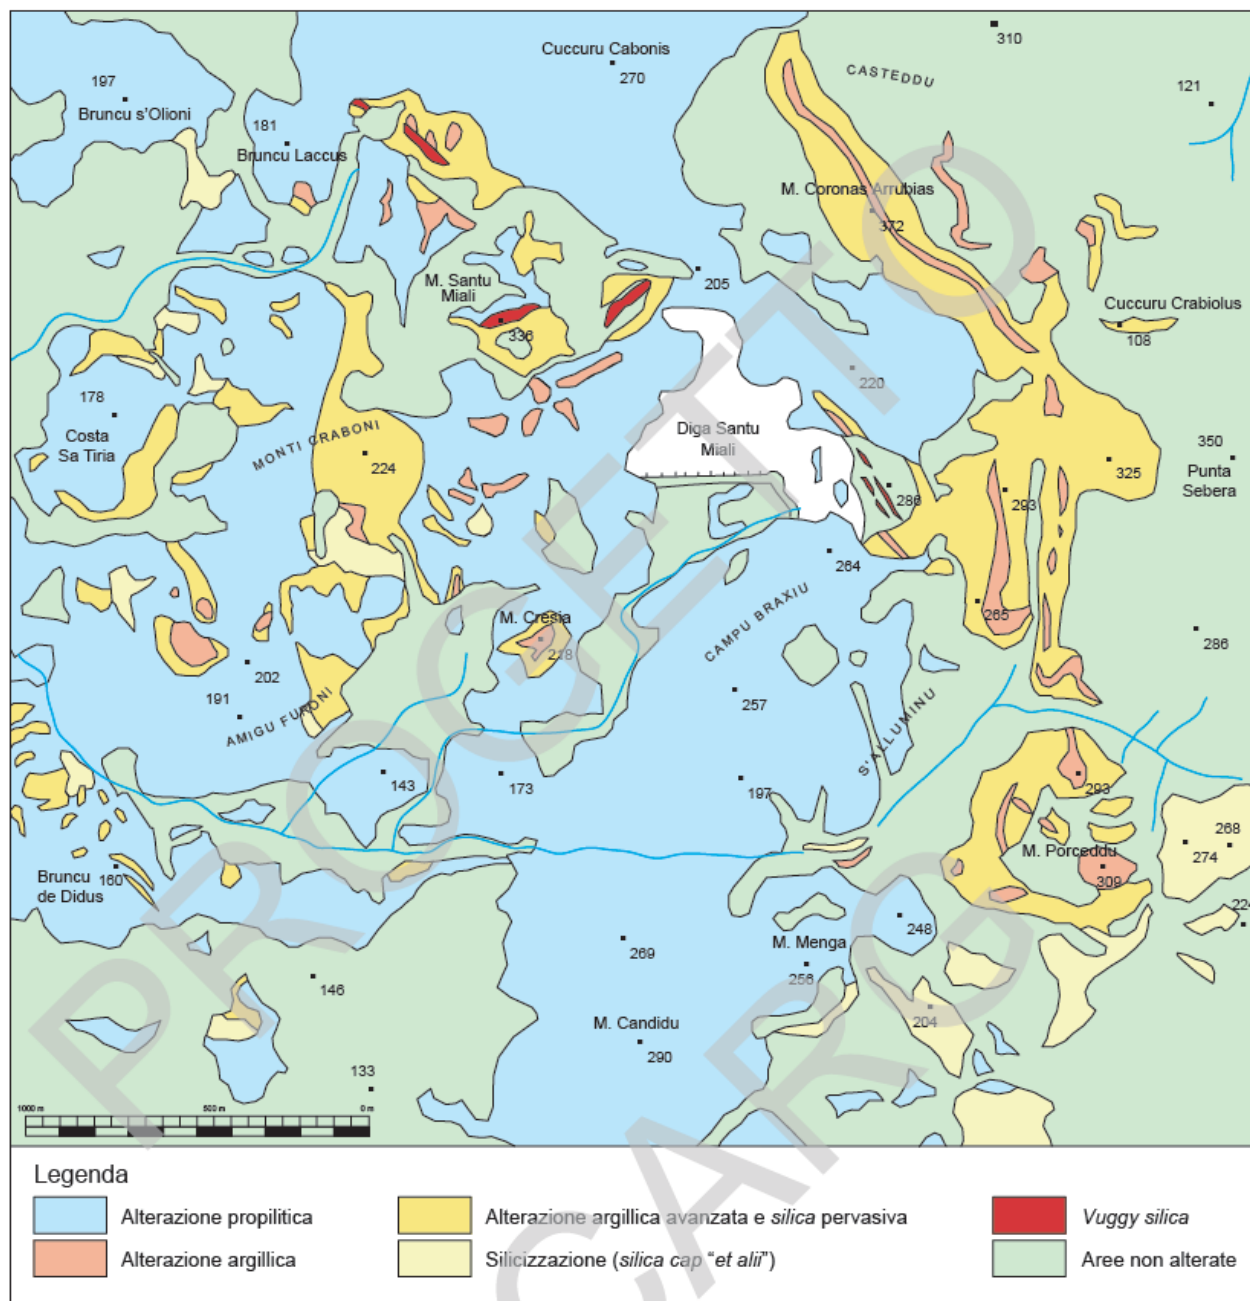 310
Cuccuru Cabonis
270
CASTEDDU
197
Bruncu s'Olioni
121
181
Bruncu Laccus
M. Coronas Arrubias
372
M. Santu
Miali
205
336
Cuccuru Crabiolus
108
220
178
Costa
Sa Tiria
MONTI CRABONI
224
Diga Santu
Miali
350
Punta
Sebera
325
286
293
264
CAMPU BRAXIU
265
M. Cresia
218
286
202
191
AMIGU FURONI
257
S'ALLUMINU
143
173
197
293
268
274
M. Porceddu
309
Bruncu
de Didus
160
224
248
M. Menga
256
269
146
204
M. Candidu
290
133
1000 m 500 m 0 m
PROGETTO
CARG
Legenda
Alterazione propilitica
Alterazione argillica avanzata e silica pervasiva
Vuggy silica
Alterazione argillica
Silicizzazione (silica cap “et alii”)
Aree non alterate